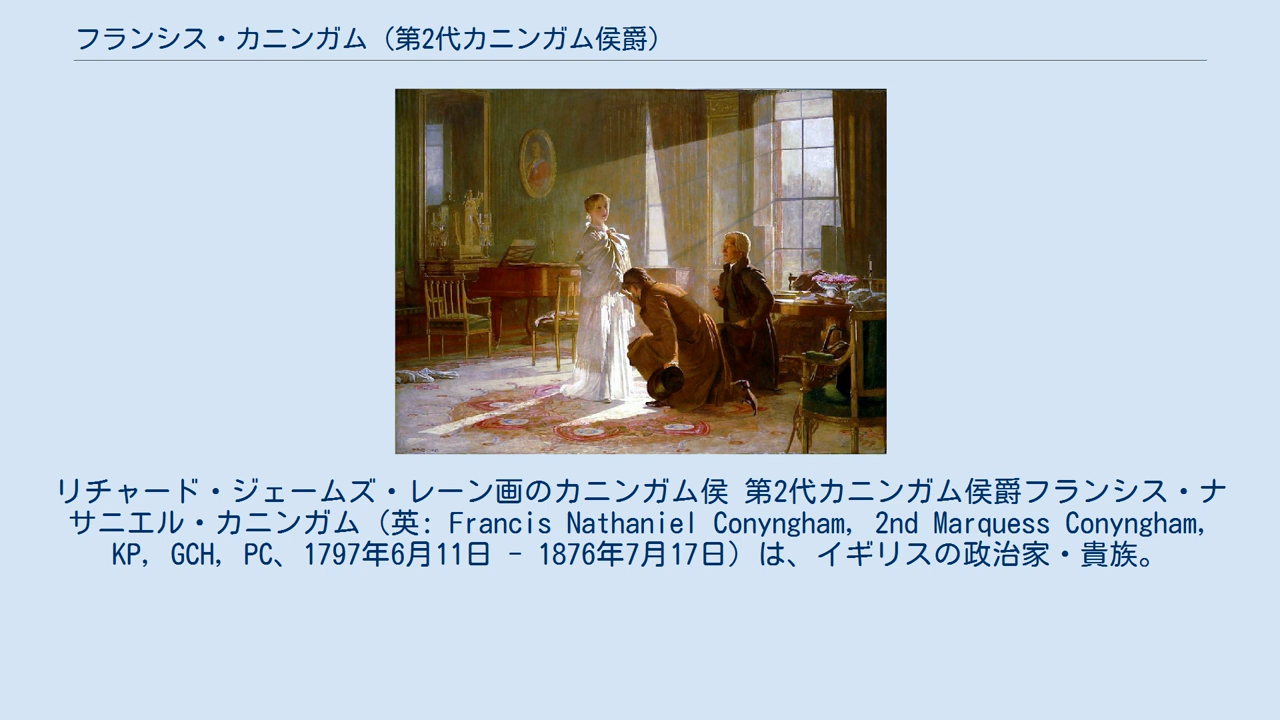 フランシス・カニンガム（第2代カニンガム侯爵）
リチャード・ジェームズ・レーン画のカニンガム侯 第2代カニンガム侯爵フランシス・ナ
サニエル・カニンガム（英: Francis Nathaniel Conyngham, 2nd Marquess Conyngham,
KP, GCH, PC、1797年6月11日 - 1876年7月17日）は、イギリスの政治家・貴族。